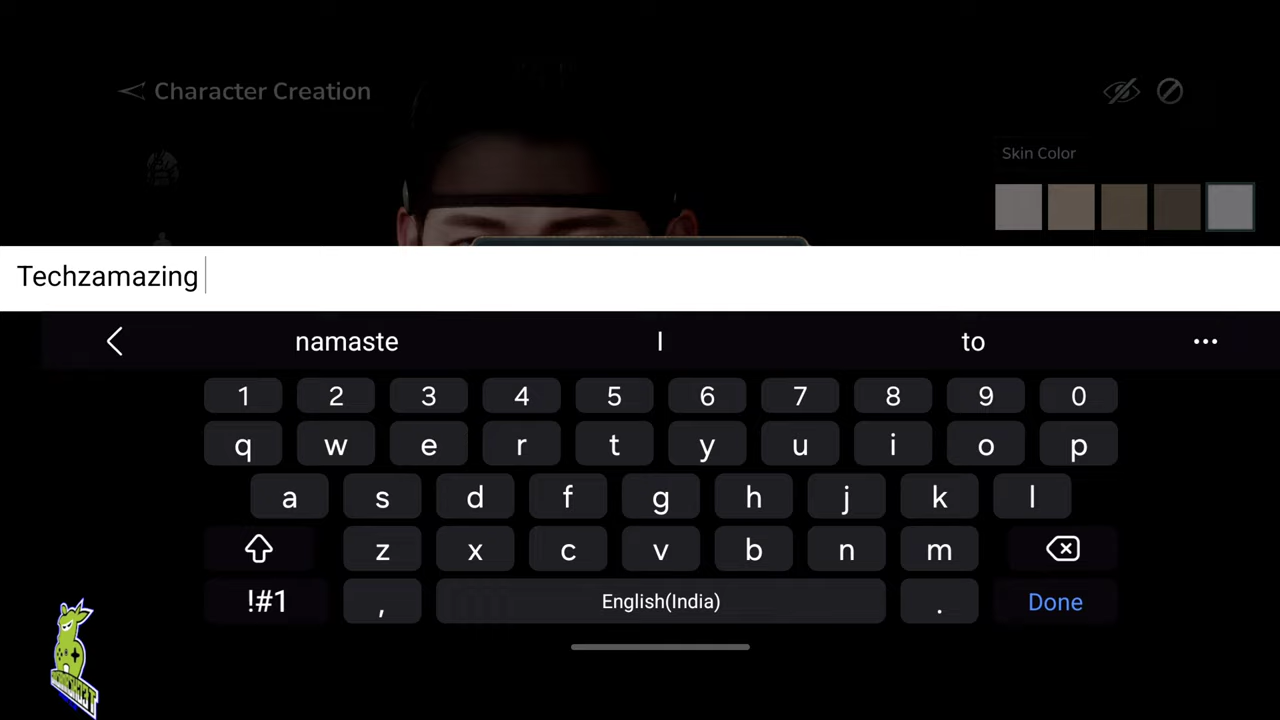 Character Creation
Skin Color
Techzamazing
namaste I to
1 2 3 4 5 6 7 8 9 0
q w e r t y u i o p
a s d f g h j k l
z x c v b n m
!#1 , English(India) . Done